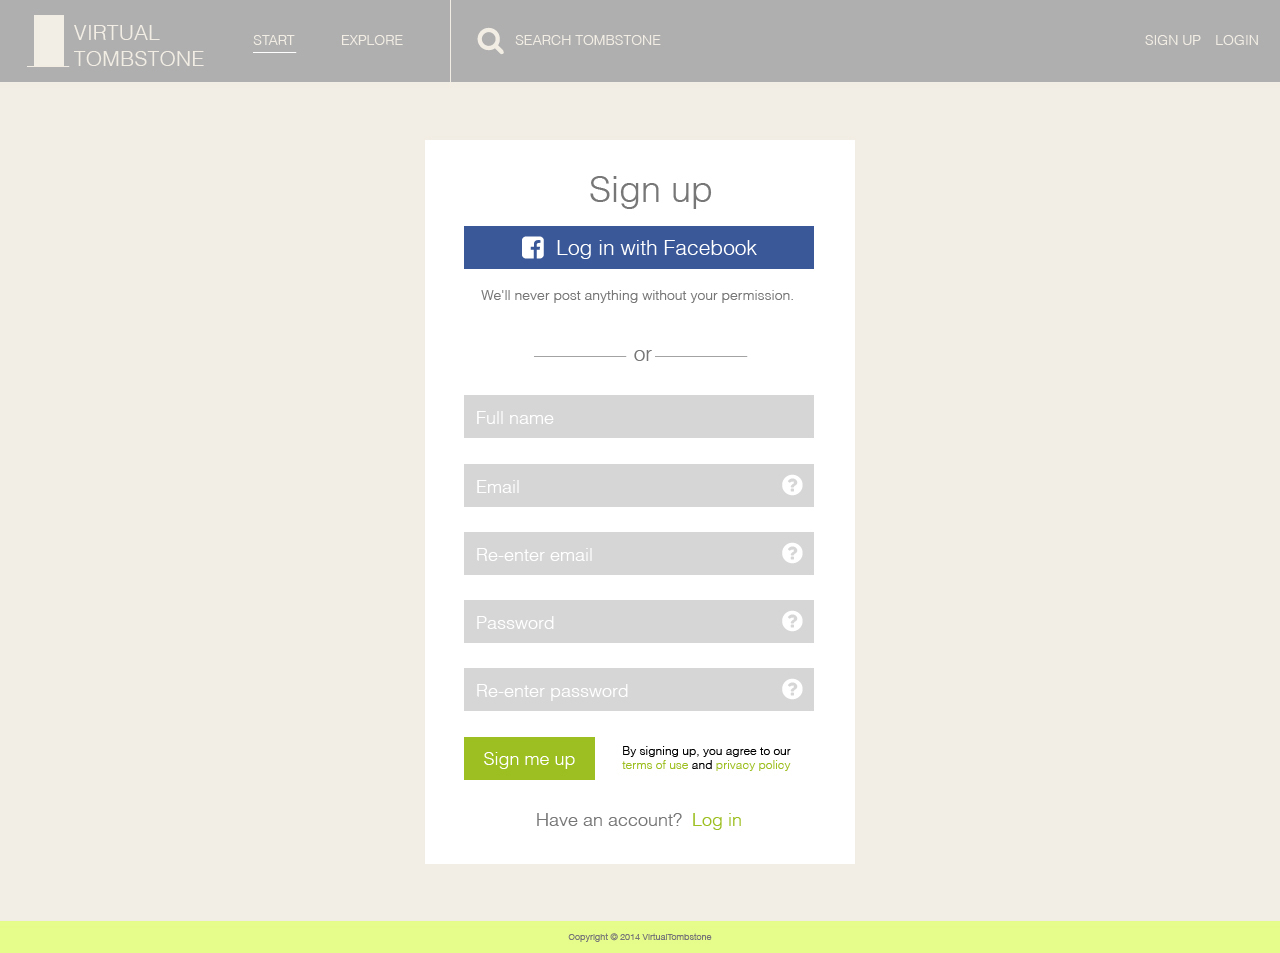 VIRTUAL
TOMBSTONE
START
EXPLORE
SEARCH TOMBSTONE
SIGN UP
LOGIN
Sign up
Log in with Facebook
We'll never post anything without your permission.
or
Full name
Email
Re-enter email
Password
Re-enter password
Sign me up
By signing up, you agree to our
terms of use and privacy policy
Have an account? Log in
Copyright © 2014 VirtualTombstone